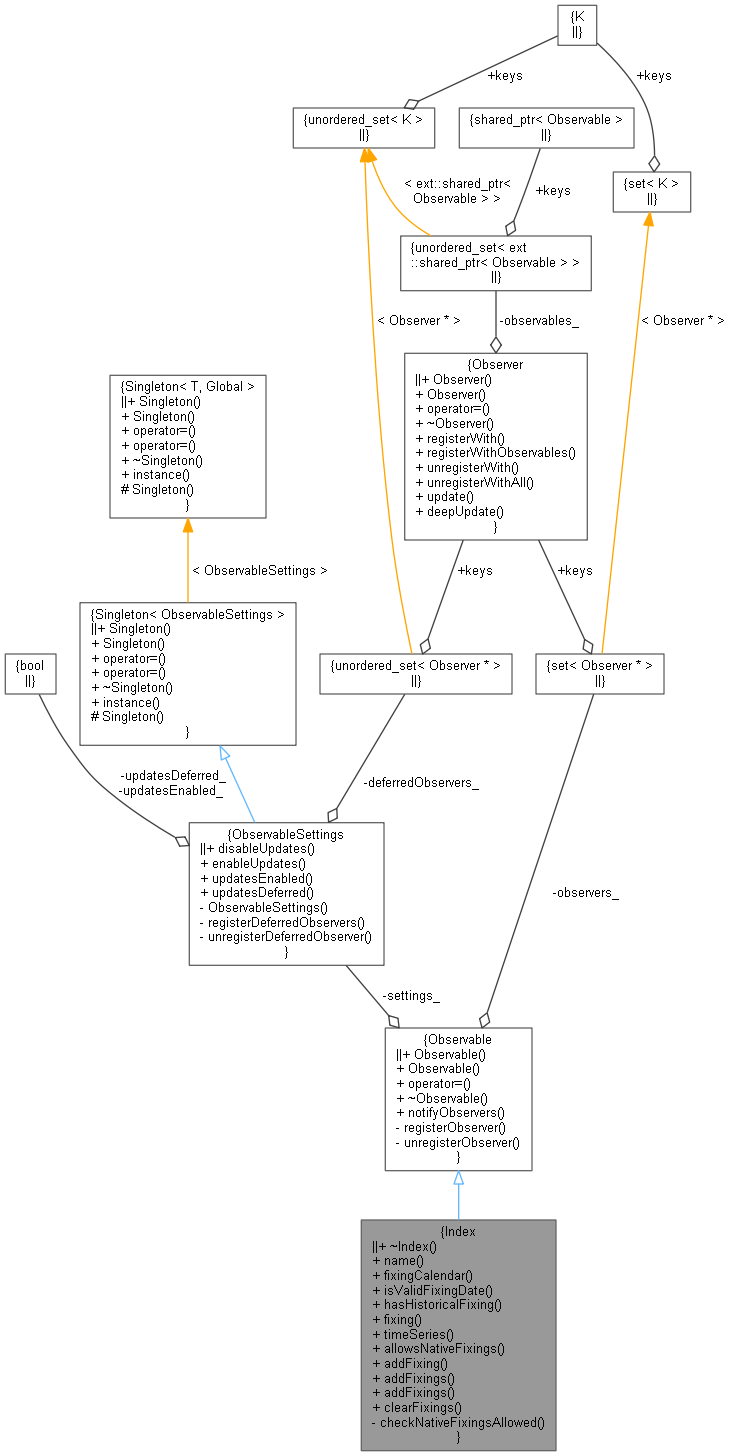 {K
||}
+keys
+keys
{unordered_set< K >
||}
{shared_ptr< Observable >
||}
{set< K >
||}
< ext::shared_ptr<
Observable > >
+keys
{unordered_set< ext
::shared_ptr< Observable > >
||}
< Observer * >
-observables_
< Observer * >
{Observer
||+ Observer()
+ Observer()
+ operator=()
+ ~Observer()
+ registerWith()
+ registerWithObservables()
+ unregisterWith()
+ unregisterWithAll()
+ update()
+ deepUpdate()
}
{Singleton< T, Global >
||+ Singleton()
+ Singleton()
+ operator=()
+ operator=()
+ ~Singleton()
+ instance()
# Singleton()
}
< ObservableSettings >
+keys
+keys
{Singleton< ObservableSettings >
||+ Singleton()
+ Singleton()
+ operator=()
+ operator=()
+ ~Singleton()
+ instance()
# Singleton()
}
{bool
||}
{unordered_set< Observer * >
||}
{set< Observer * >
||}
-updatesDeferred_
-updatesEnabled_
-deferredObservers_
{ObservableSettings
||+ disableUpdates()
+ enableUpdates()
+ updatesEnabled()
+ updatesDeferred()
- ObservableSettings()
- registerDeferredObservers()
- unregisterDeferredObserver()
}
-observers_
-settings_
{Observable
||+ Observable()
+ Observable()
+ operator=()
+ ~Observable()
+ notifyObservers()
- registerObserver()
- unregisterObserver()
}
{Index
||+ ~Index()
+ name()
+ fixingCalendar()
+ isValidFixingDate()
+ hasHistoricalFixing()
+ fixing()
+ timeSeries()
+ allowsNativeFixings()
+ addFixing()
+ addFixings()
+ addFixings()
+ clearFixings()
- checkNativeFixingsAllowed()
}